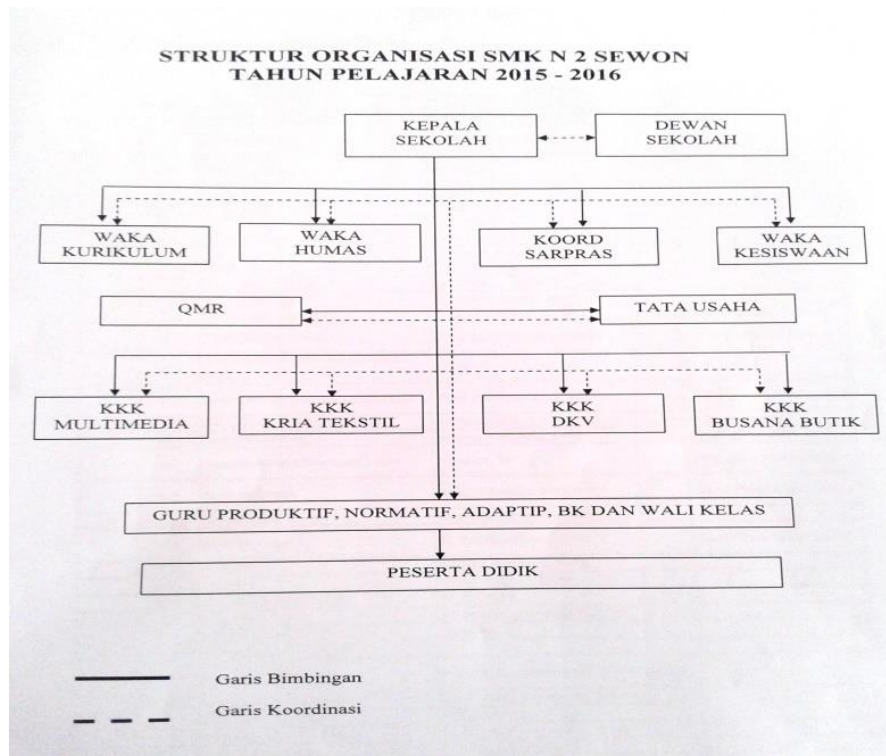 STRUKTUR ORGANISASI SMK N 2 SEWON
TAHUN PELAJARAN 2015 - 2016
KEPALA
SEKOLAH
DEWAN
SEKOLAH
WAKA
KURIKULUM
WAKA
HUMAS
KOORD
SARPRAS
WAKA
KESISWAAN
QMR
TATA USAHA
KKK
MULTIMEDIA
KKK
KRIA TEKSTIL
KKK
DKV
KKK
BUSANA BUTIK
GURU PRODUKTIF, NORMATIF, ADAPTIP, BK DAN WALI KELAS
PESERTA DIDIK
Garis Bimbingan
Garis Koordinasi